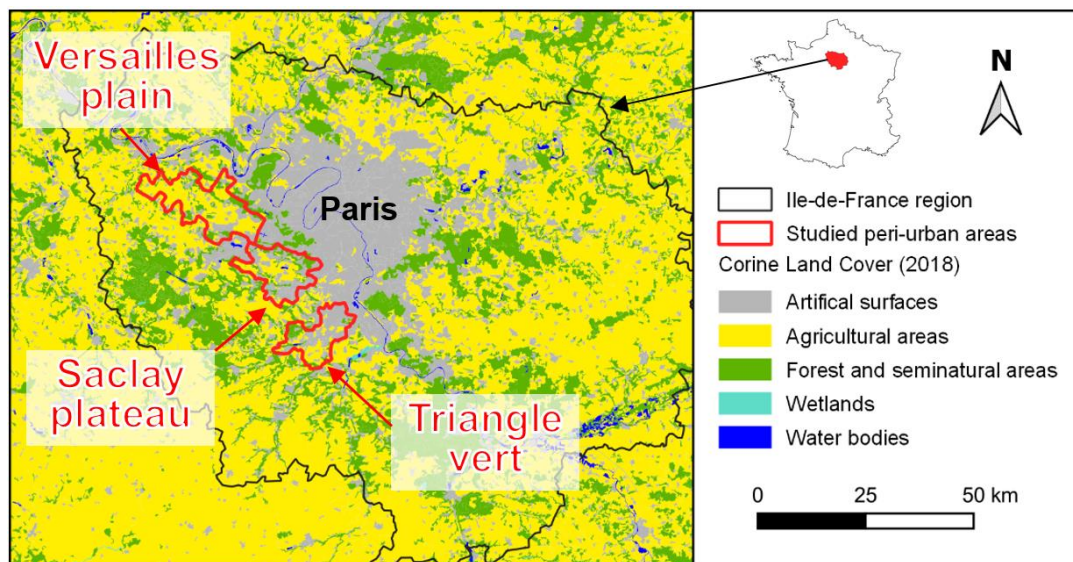 Versailles
plain
Paris
Saclay
plateau
Triangle
vert
N
Ile-de-France region
Studied peri-urban areas
Corine Land Cover (2018)
Artifical surfaces
Agricultural areas
Forest and seminatural areas
Wetlands
Water bodies
0 25 50 km